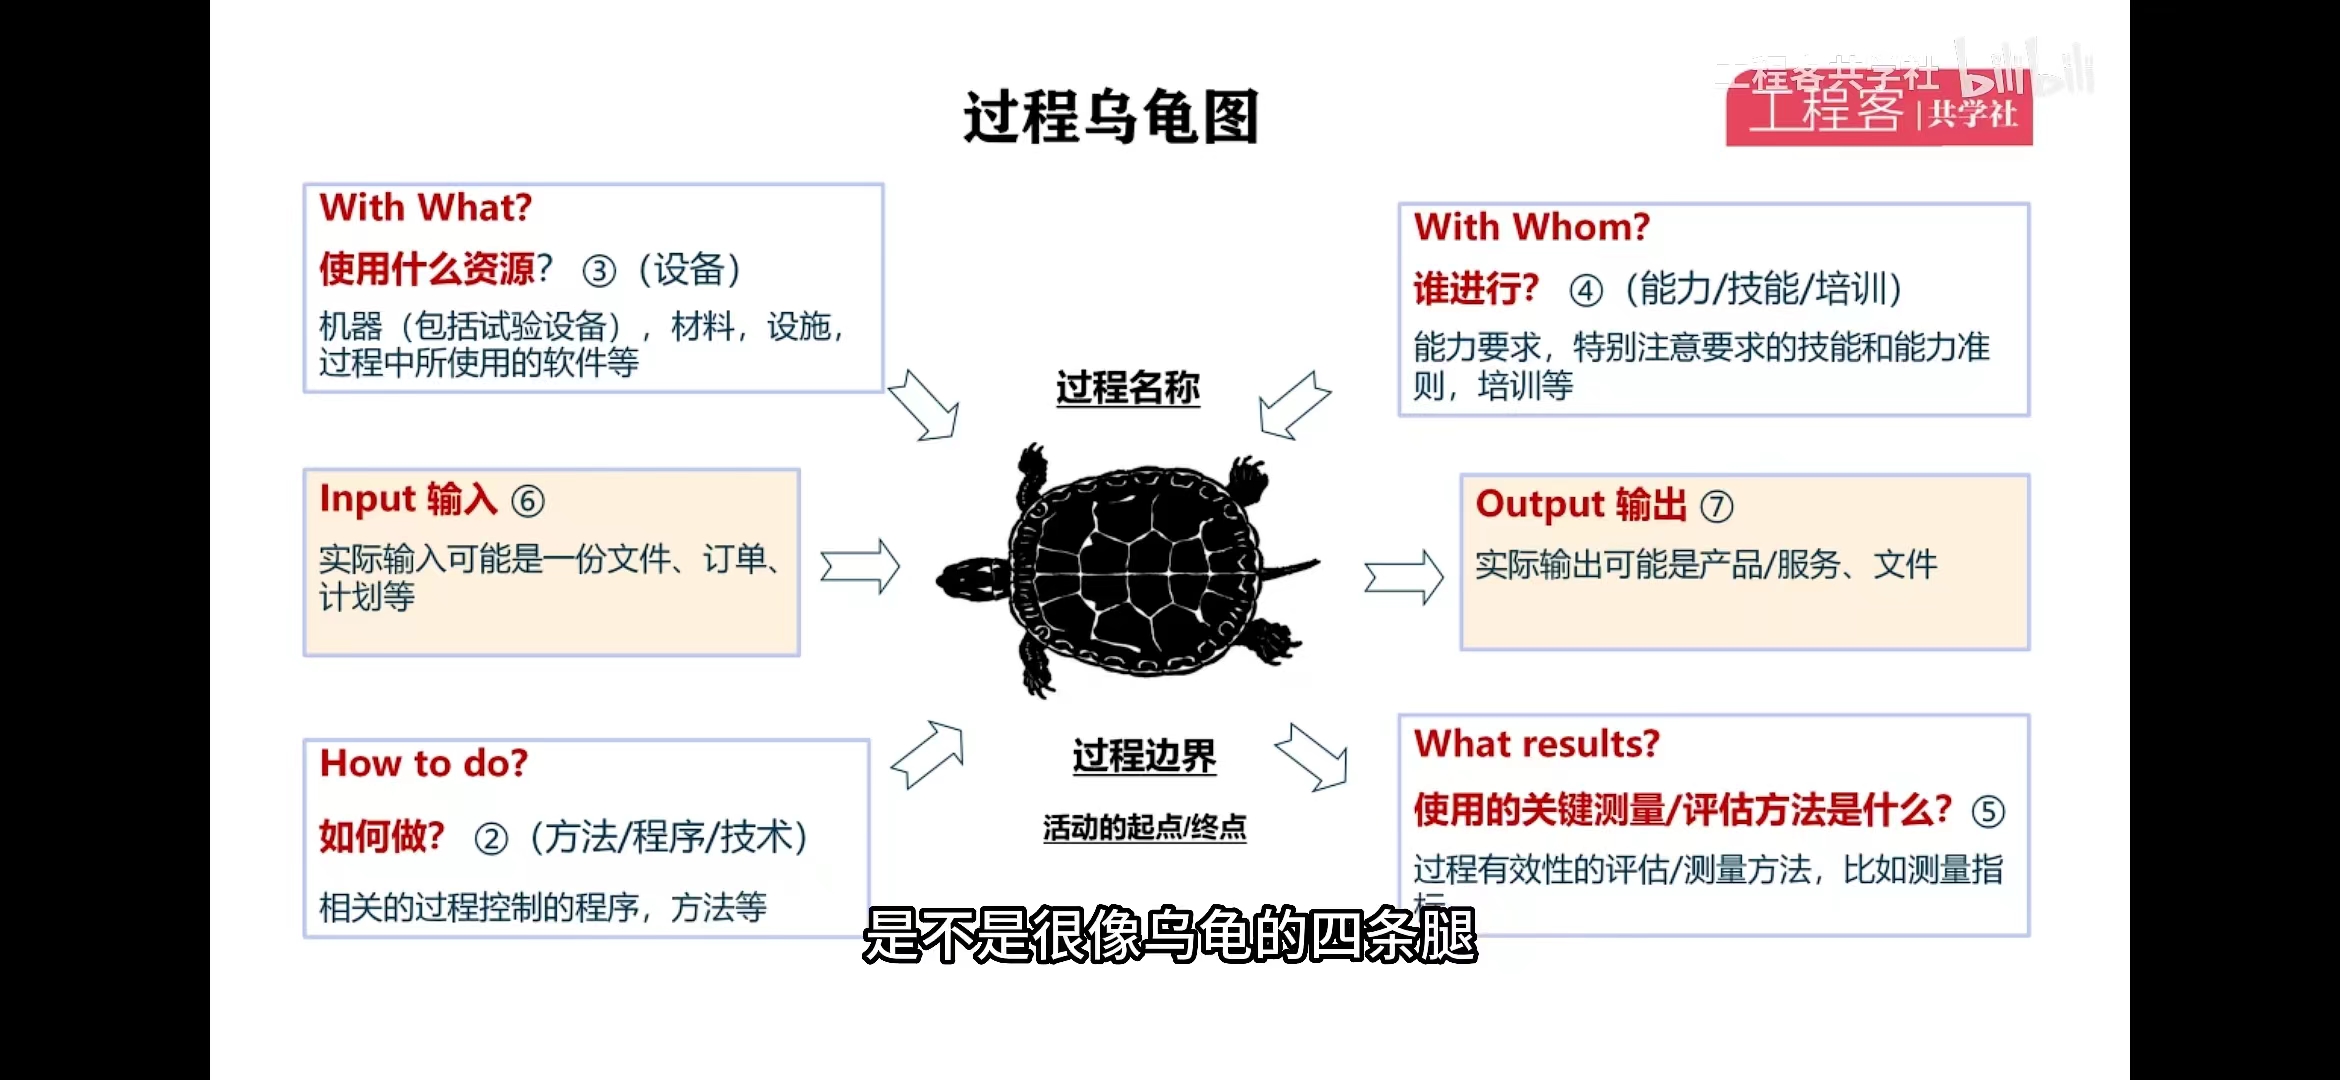 过程乌龟图
工程客共学社 bilibili
工程客|共学社
With What?
使用什么资源? ③（设备）
机器（包括试验设备），材料，设施，
过程中所使用的软件等
With Whom?
谁进行? ④（能力/技能/培训）
能力要求，特别注意要求的技能和能力准
则，培训等
过程名称
Input 输入 ⑥
实际输入可能是一份文件、订单、
计划等
Output 输出 ⑦
实际输出可能是产品/服务、文件
How to do?
如何做? ②（方法/程序/技术）
相关的过程控制的程序，方法等
过程边界
活动的起点/终点
What results?
使用的关键测量/评估方法是什么? ⑤
过程有效性的评估/测量方法，比如测量指
标
是不是很像乌龟的四条腿